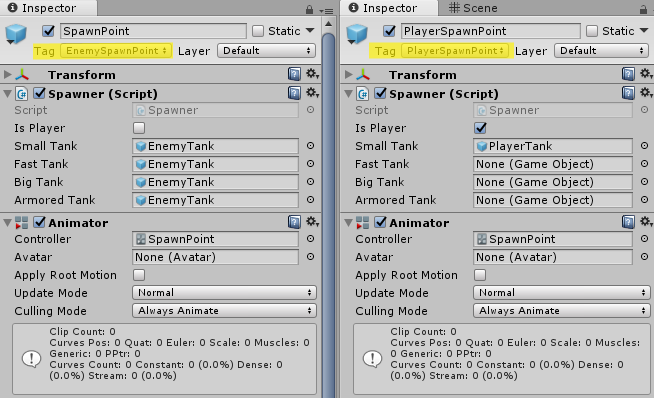 Inspector
SpawnPoint
Static
Tag EnemySpawnPoint Layer Default
Transform
Spawner (Script)
Script Spawner
Is Player
Small Tank EnemyTank
Fast Tank EnemyTank
Big Tank EnemyTank
Armored Tank EnemyTank
Animator
Controller SpawnPoint
Avatar None (Avatar)
Apply Root Motion
Update Mode Normal
Culling Mode Always Animate
Clip Count: 0
Curves Pos: 0 Quat: 0 Euler: 0 Scale: 0 Muscles:
0 Generic: 0 PPtr: 0
Curves Count: 0 Constant: 0 (0.0%) Dense: 0
(0.0%) Stream: 0 (0.0%)
Inspector Scene
PlayerSpawnPoint
Static
Tag PlayerSpawnPoint Layer Default
Transform
Spawner (Script)
Script Spawner
Is Player
Small Tank PlayerTank
Fast Tank None (Game Object)
Big Tank None (Game Object)
Armored Tank None (Game Object)
Animator
Controller SpawnPoint
Avatar None (Avatar)
Apply Root Motion
Update Mode Normal
Culling Mode Always Animate
Clip Count: 0
Curves Pos: 0 Quat: 0 Euler: 0 Scale: 0 Muscles:
0 Generic: 0 PPtr: 0
Curves Count: 0 Constant: 0 (0.0%) Dense: 0
(0.0%) Stream: 0 (0.0%)